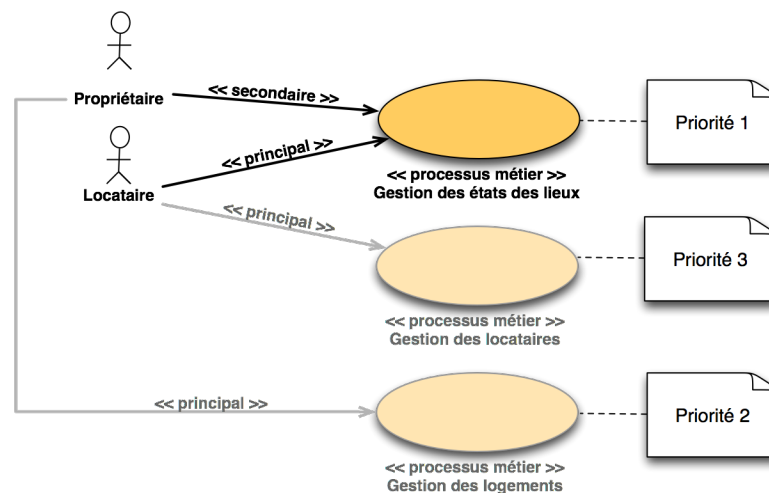 Propriétaire
<< secondaire >>
Priorité 1
<< principal >>
Locataire
<< processus métier >>
Gestion des états des lieux
<< principal >>
Priorité 3
<< processus métier >>
Gestion des locataires
<< principal >>
Priorité 2
<< processus métier >>
Gestion des logements